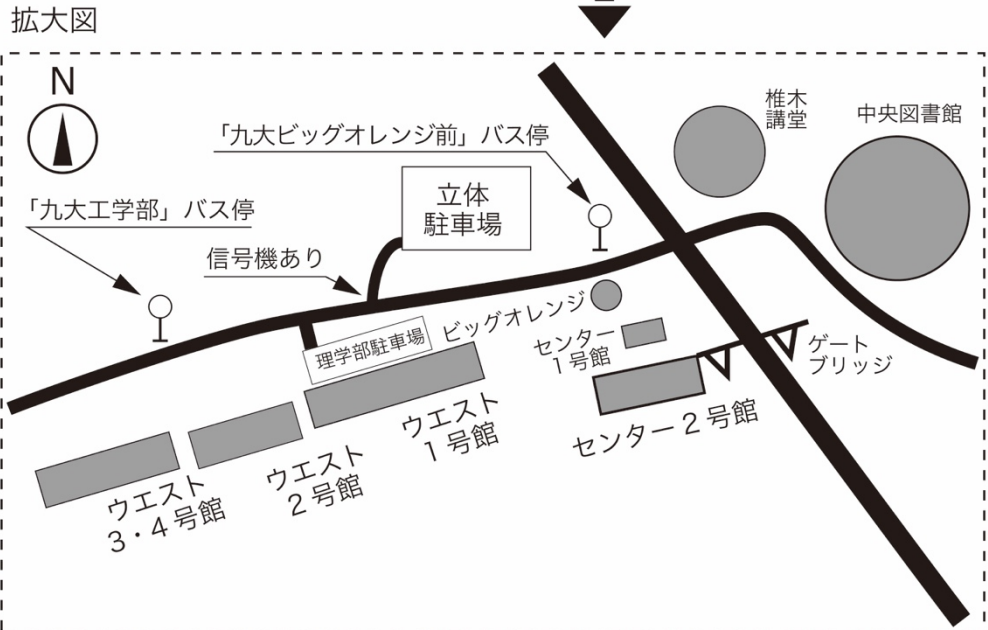 拡大図
N
「九大ビッグオレンジ前」バス停
椎木
講堂
中央図書館
立体
駐車場
「九大工学部」バス停
信号機あり
理学部駐車場
ビッグオレンジ
センター
1号館
ゲート
ブリッジ
センター2号館
ウエスト
1号館
ウエスト
2号館
ウエスト
3・4号館